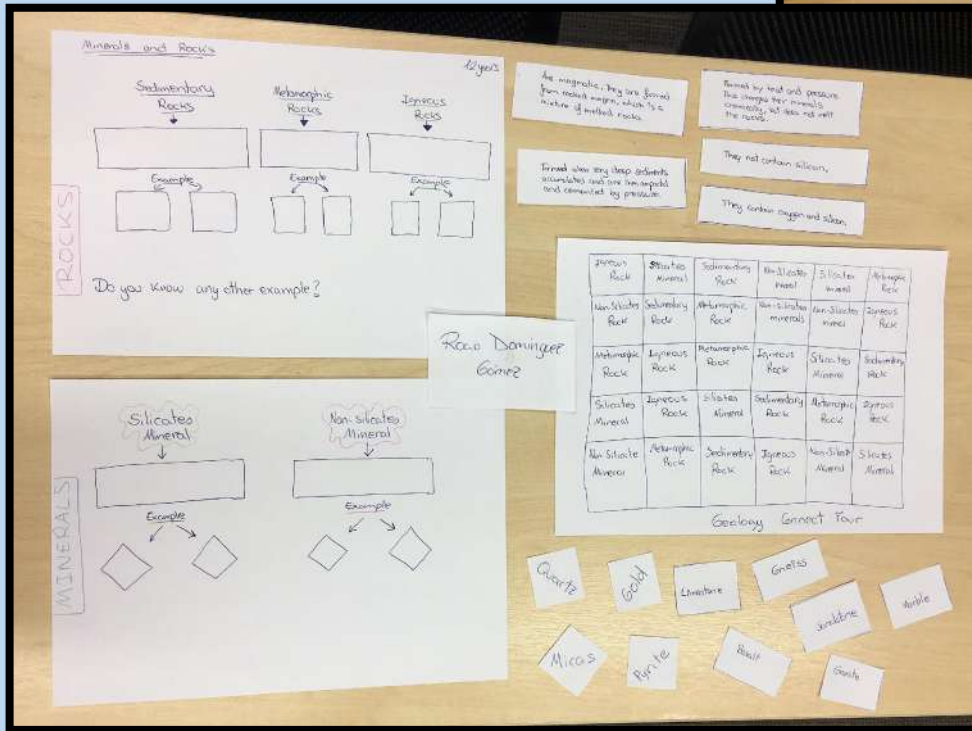 Minerals and Rocks
12 years
Sedimentary Rocks
Metamorphic Rocks
Igneous Rocks
Example
Example
Example
ROCKS
Do you know any other example?
Are magmatic, they are formed
from melted magma, which is a
mixture of melted rocks.
Formed by heat and pressure
this changes their minerals
chemically, but does not melt
the rocks.
Formed when very deep sediments
accumulates and are then
and cemented by pressure.
They not contain silicon,
They contain oxygen and silicon,
Dominguez
Gómez
Silicates
Mineral
Non-Silicates
Mineral
Example
Example
MINERALS
Igneous Rock
Silicates Mineral
Sedimentary Rock
Non-Silicates Mineral
Silicates mineral
Metamorphic Rock
Non-Silicates Rock
Sedimentary Rock
Metamorphic Rock
Non-silicates minerals
Non-Silicates
Igneous Rock
Metamorphic Rock
Igneous Rock
Metamorphic Rock
Igneous Rock
Silicates Mineral
Sedimentary Rock
Silicates Mineral
Igneous Rock
Silicates Mineral
Sedimentary Rock
Metamorphic Rock
Igneous Rock
Non-Silicate Mineral
Metamorphic Rock
Sedimentary Rock
Igneous Rock
Mineral
Silicates Mineral
Geology Connect Four
Quartz
Gold
Limestone
Gneiss
Sandstone
Marble
Micas
Pyrite
Basalt